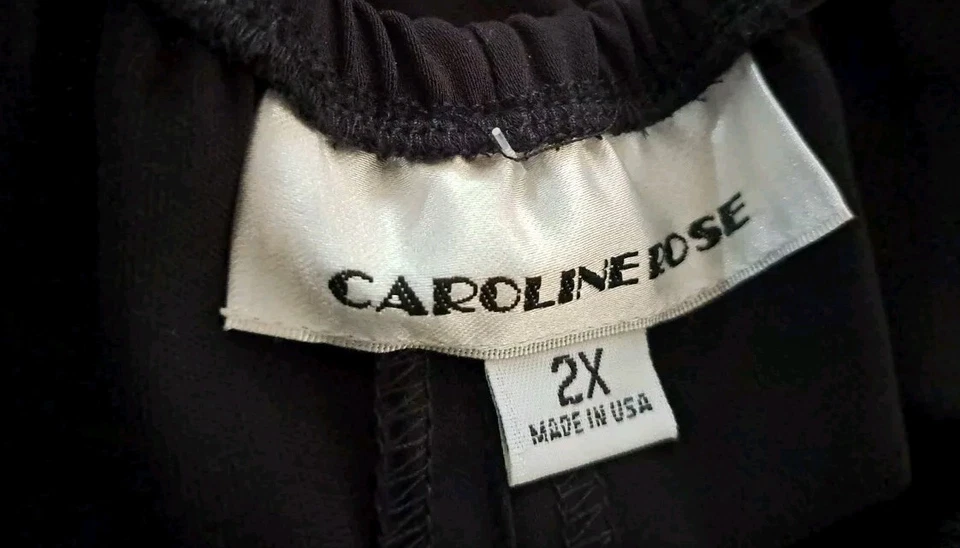 CAROLINE ROSE
2X
MADE IN USA